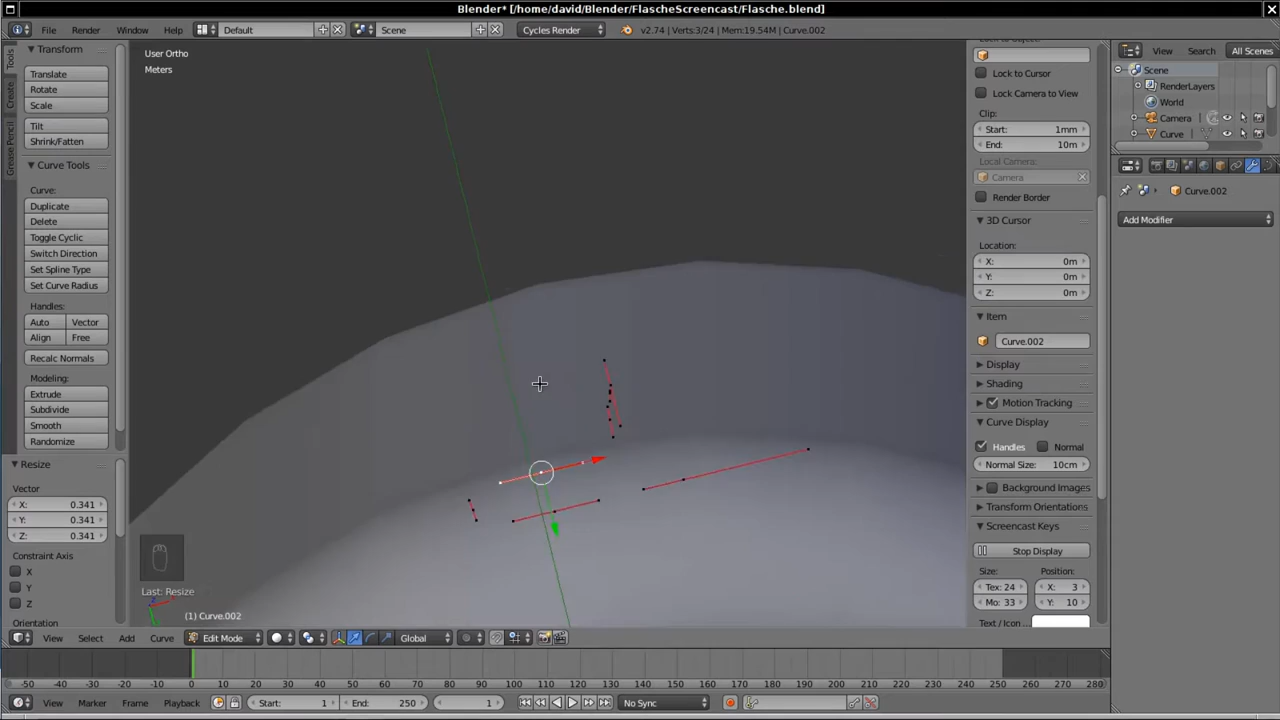 Blender* [/home/david/Blender/FlascheScreencast/Flasche.blend]
File Render Window Help Default Scene Cycles Render v2.74 | Verts:3/24 | Mem:19.54M | Curve.002
Tools
Create
Grease Pencil
Transform
Translate
Rotate
Scale
Tilt
Shrink/Fatten
Curve Tools
Curve:
Duplicate
Delete
Toggle Cyclic
Switch Direction
Set Spline Type
Set Curve Radius
Handles:
Auto Vector
Align Free
Recalc Normals
Modeling:
Extrude
Subdivide
Smooth
Randomize
Resize
Vector
X: 0.341
Y: 0.341
Z: 0.341
Constraint Axis
X
Y
Z
Orientation
User Ortho
Meters
Last: Resize
(1) Curve.002
Lock to Cursor
Lock Camera to View
Clip:
Start: 1mm
End: 10m
Local Camera:
Camera
Render Border
3D Cursor
Location:
X: 0m
Y: 0m
Z: 0m
Item
Curve.002
Display
Shading
Motion Tracking
Curve Display
Handles Normal
Normal Size: 10cm
Background Images
Transform Orientations
Screencast Keys
Stop Display
Size: Position:
Tex: 24 X: 3
Mo: 33 Y: 10
Text / Icon ...
View Search All Scenes
Scene
RenderLayers
World
Camera
Curve
Curve.002
Add Modifier
View Select Add Curve Edit Mode Global
-50 -40 -30 -20 -10 0 10 20 30 40 50 60 70 80 90 100 110 120 130 140 150 160 170 180 190 200 210 220 230 240 250 260 270 280
View Marker Frame Playback Start: 1 End: 250 1 No Sync